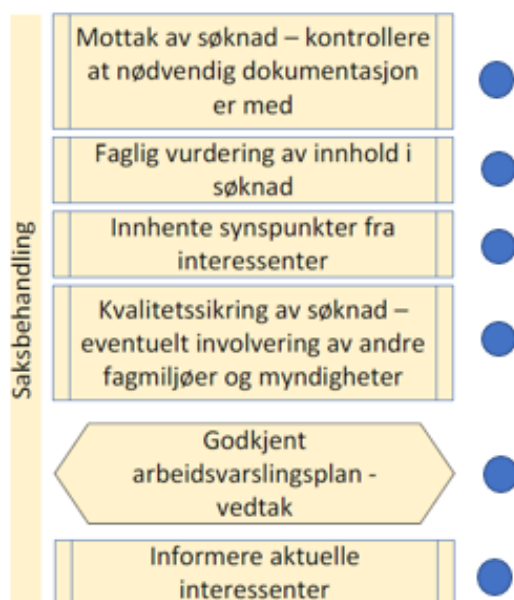 Saksbehandling
Mottak av søknad – kontrollere
at nødvendig dokumentasjon
er med
Faglig vurdering av innhold i
søknad
Innhente synspunkter fra
interessenter
Kvalitetssikring av søknad –
eventuelt involvering av andre
fagmiljøer og myndigheter
Godkjent
arbeidsvarslingsplan -
vedtak
Informere aktuelle
interessenter